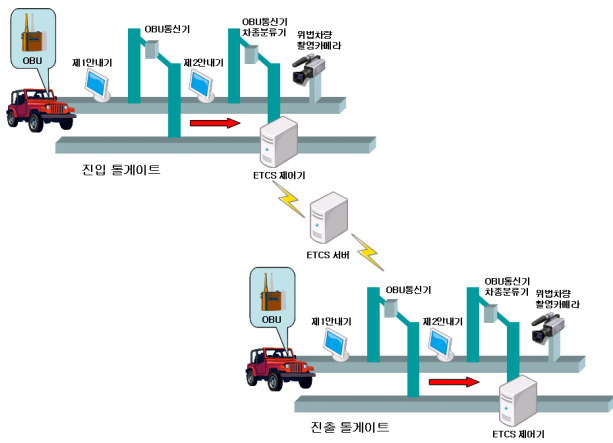 OBU통신기
OBU통신기
차종분류기
위법차량
촬영카메라
OBU
제1안내기
제2안내기
진입 톨게이트
ETCS 제어기
ETCS 서버
OBU통신기
OBU통신기
차종분류기
위법차량
촬영카메라
OBU
제1안내기
제2안내기
진출 톨게이트
ETCS 제어기